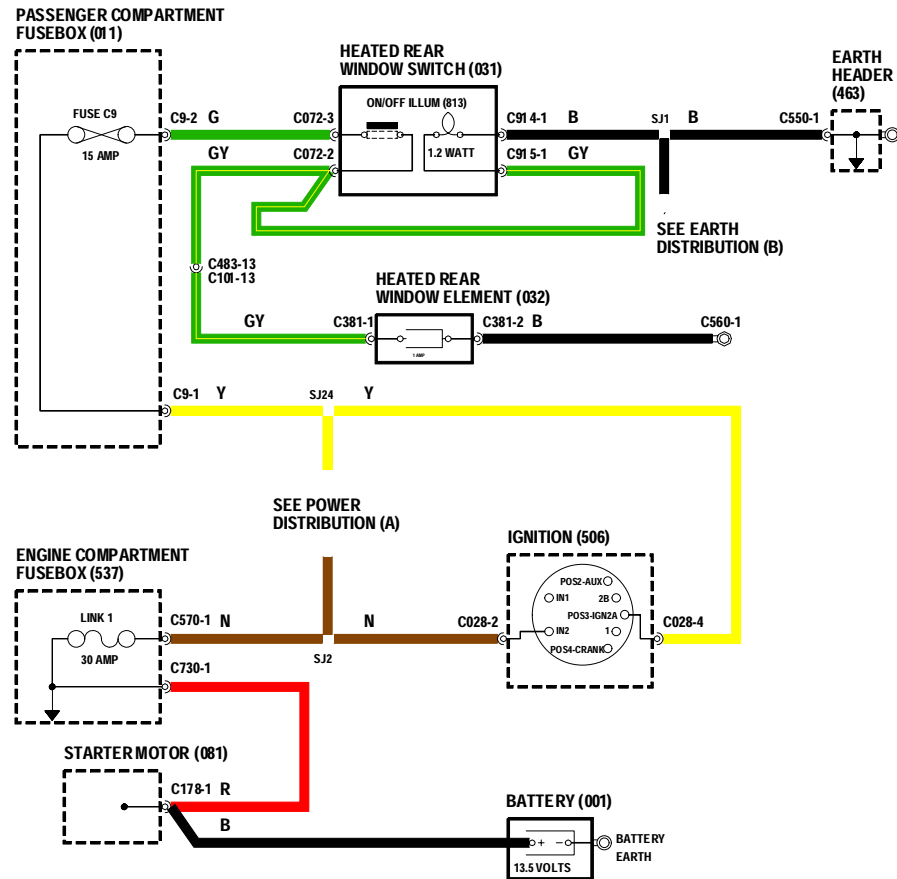 PASSENGER COMPARTMENT
FUSEBOX (011)
HEATED REAR
WINDOW SWITCH (031)
EARTH
HEADER
(463)
FUSE C9
15 AMP
C9-2 G
C072-3
ON/OFF ILLUM (813)
1.2 WATT
C914-1 B
SJ1
B
C550-1
GY
C072-2
C915-1 GY
SEE EARTH
DISTRIBUTION (B)
C483-13
C101-13
HEATED REAR
WINDOW ELEMENT (032)
GY
C381-1
1 AMP
C381-2 B
C560-1
C9-1 Y
SJ24
Y
SEE POWER
DISTRIBUTION (A)
ENGINE COMPARTMENT
FUSEBOX (537)
IGNITION (506)
LINK 1
30 AMP
C570-1 N
SJ2
N
C028-2
POS2-AUX
IN1
2B
POS3-IGN2A
IN2
1
POS4-CRANK
C028-4
C730-1
STARTER MOTOR (081)
C178-1 R
B
BATTERY (001)
+ −
13.5 VOLTS
BATTERY
EARTH